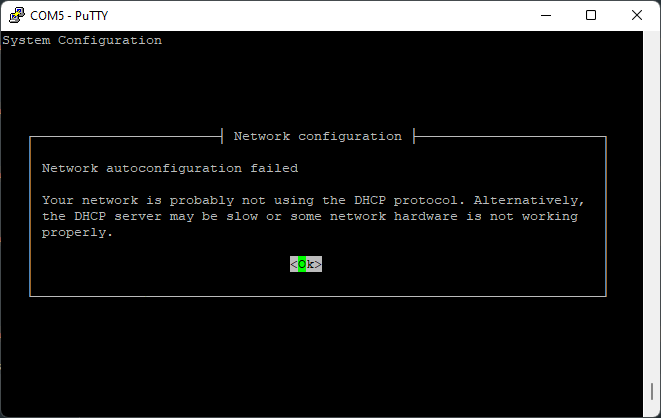 COM5 - PuTTY
System Configuration
Network configuration
Network autoconfiguration failed
Your network is probably not using the DHCP protocol. Alternatively,
the DHCP server may be slow or some network hardware is not working
properly.
<Ok>